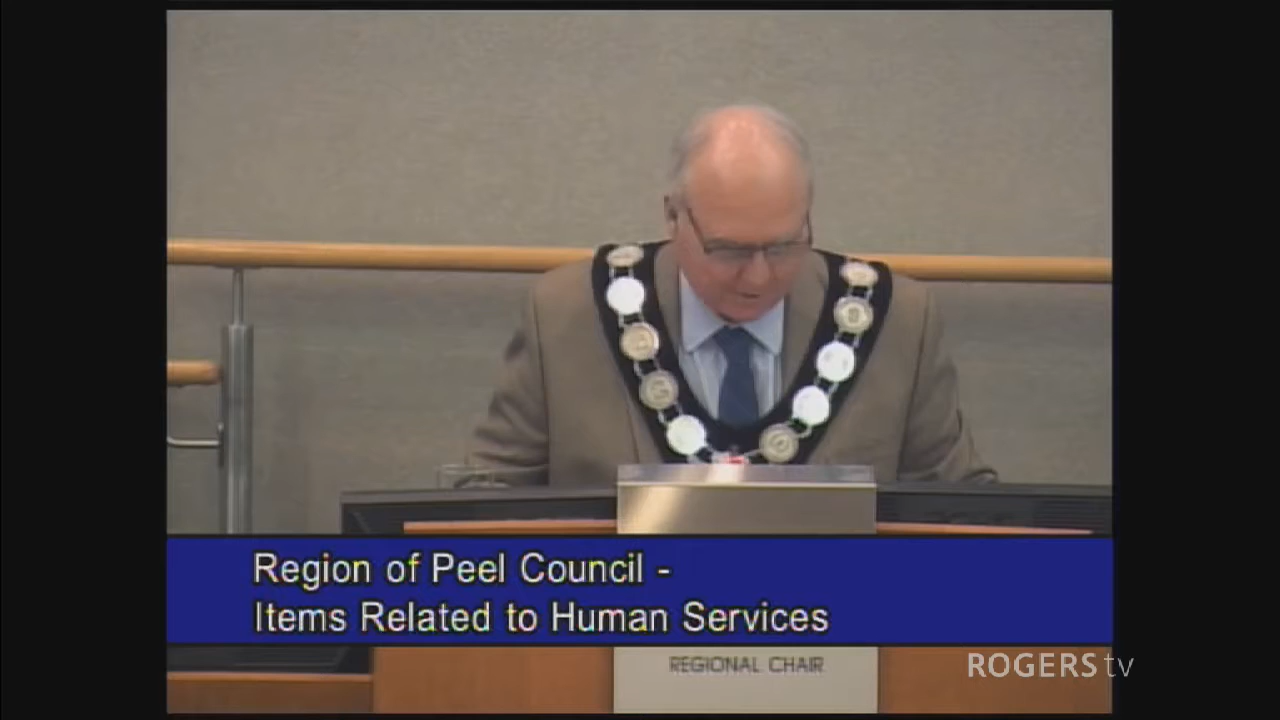 Region of Peel Council -
Items Related to Human Services
REGIONAL CHAIR
ROGERS tv